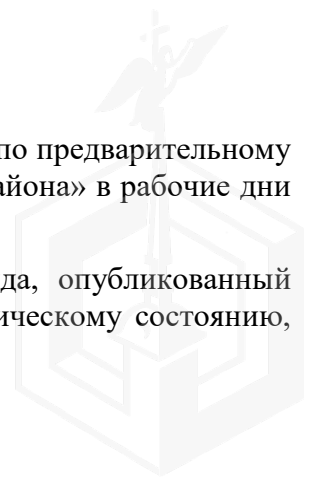 по предварительному
айона» в рабочие дни
да, опубликованный
ическому состоянию,